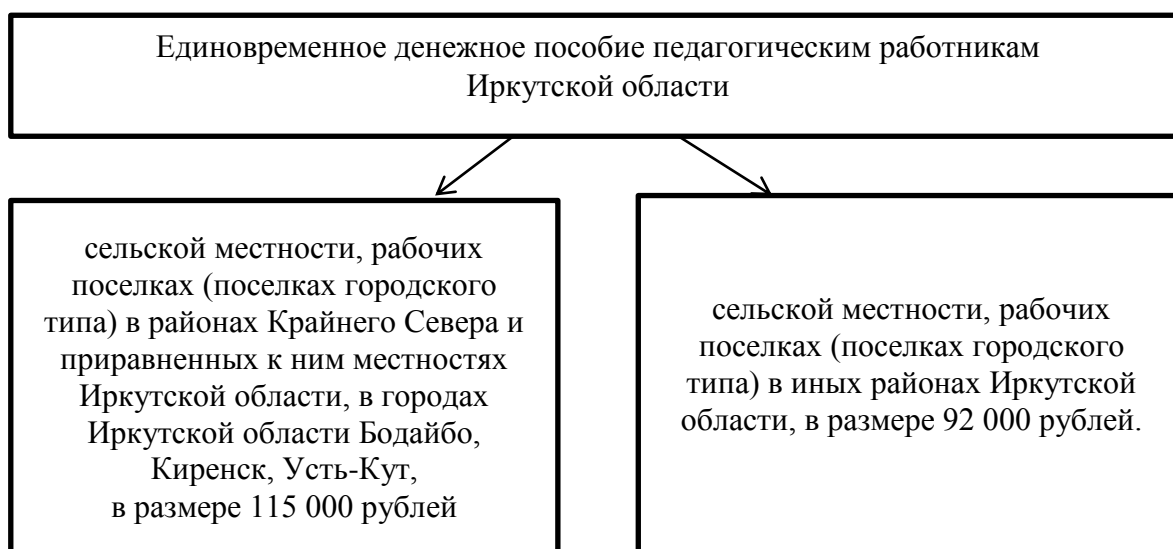 Единовременное денежное пособие педагогическим работникам
Иркутской области
сельской местности, рабочих
поселках (поселках городского
типа) в районах Крайнего Севера и
приравненных к ним местностях
Иркутской области, в городах
Иркутской области Бодайбо,
Киренск, Усть-Кут,
в размере 115 000 рублей
сельской местности, рабочих
поселках (поселках городского
типа) в иных районах Иркутской
области, в размере 92 000 рублей.